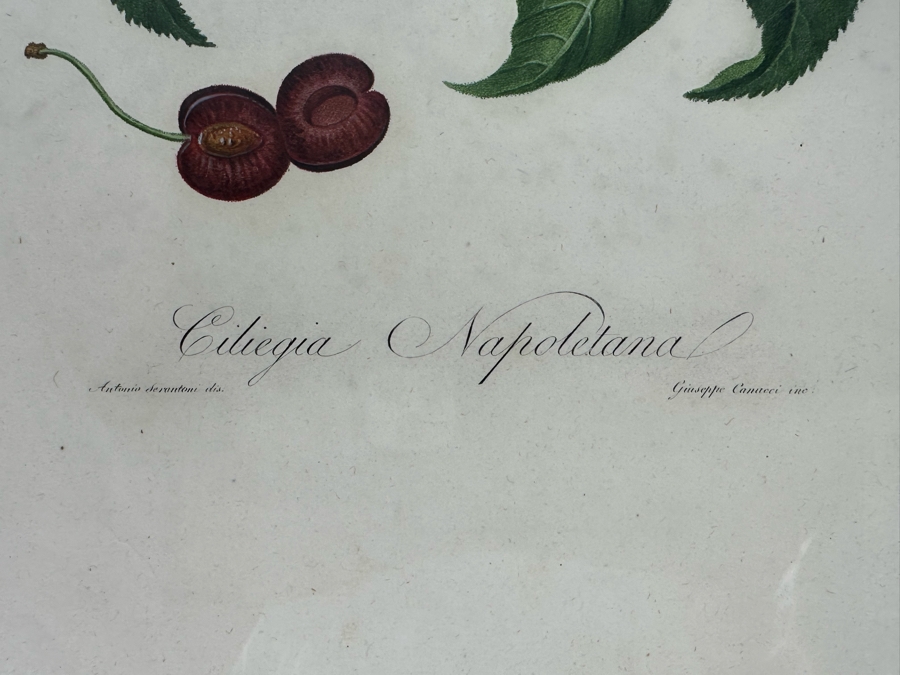 Ciliegia Napoletana
Antonio Serantoni dis. Giuseppe Canacci inc.